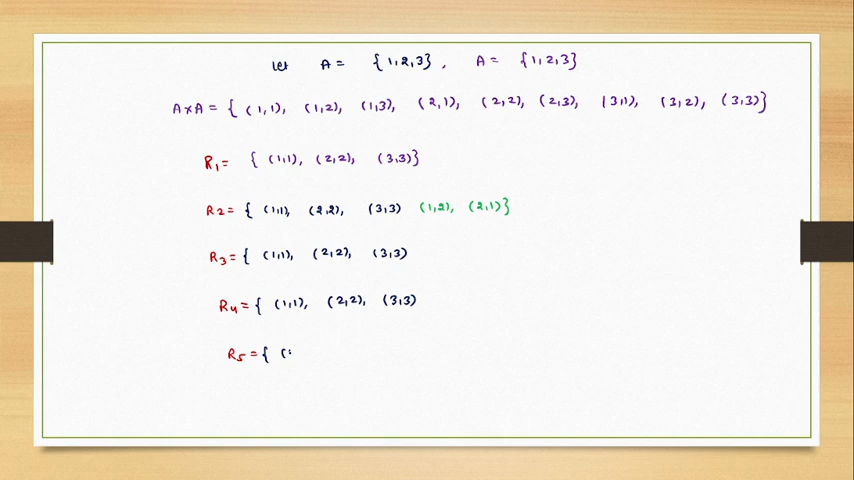 Let A = {1,2,3}, A = {1,2,3}
A×A = { (1,1), (1,2), (1,3), (2,1), (2,2), (2,3), (3,1), (3,2), (3,3)}
R1 = { (1,1), (2,2), (3,3)}
R2 = { (1,1), (2,2), (3,3) (1,2), (2,1)}
R3 = { (1,1), (2,2), (3,3)
R4 = { (1,1), (2,2), (3,3)
R5 = { (